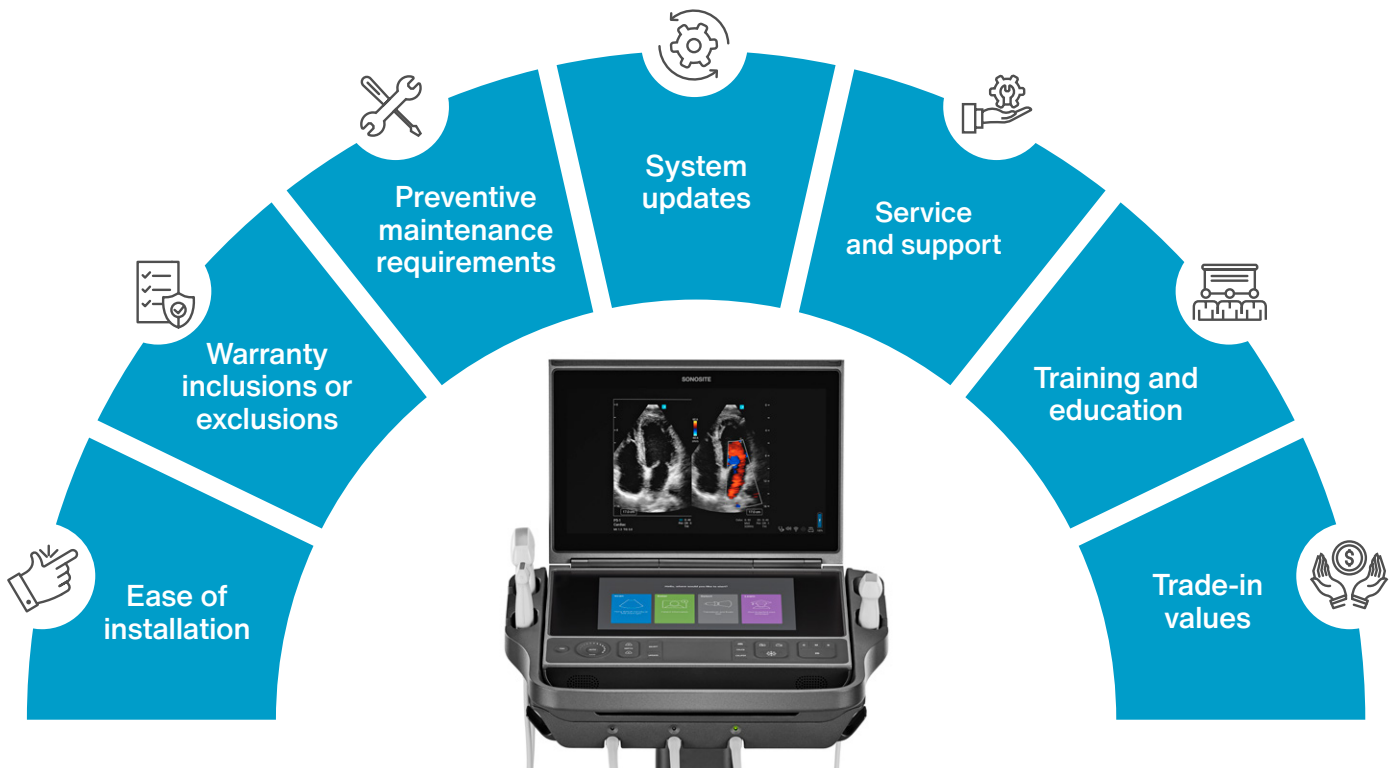 System
updates
Preventive
maintenance
requirements
Service
and support
Warranty
inclusions or
exclusions
Training and
education
Ease of
installation
Trade-in
values
SONOSITE